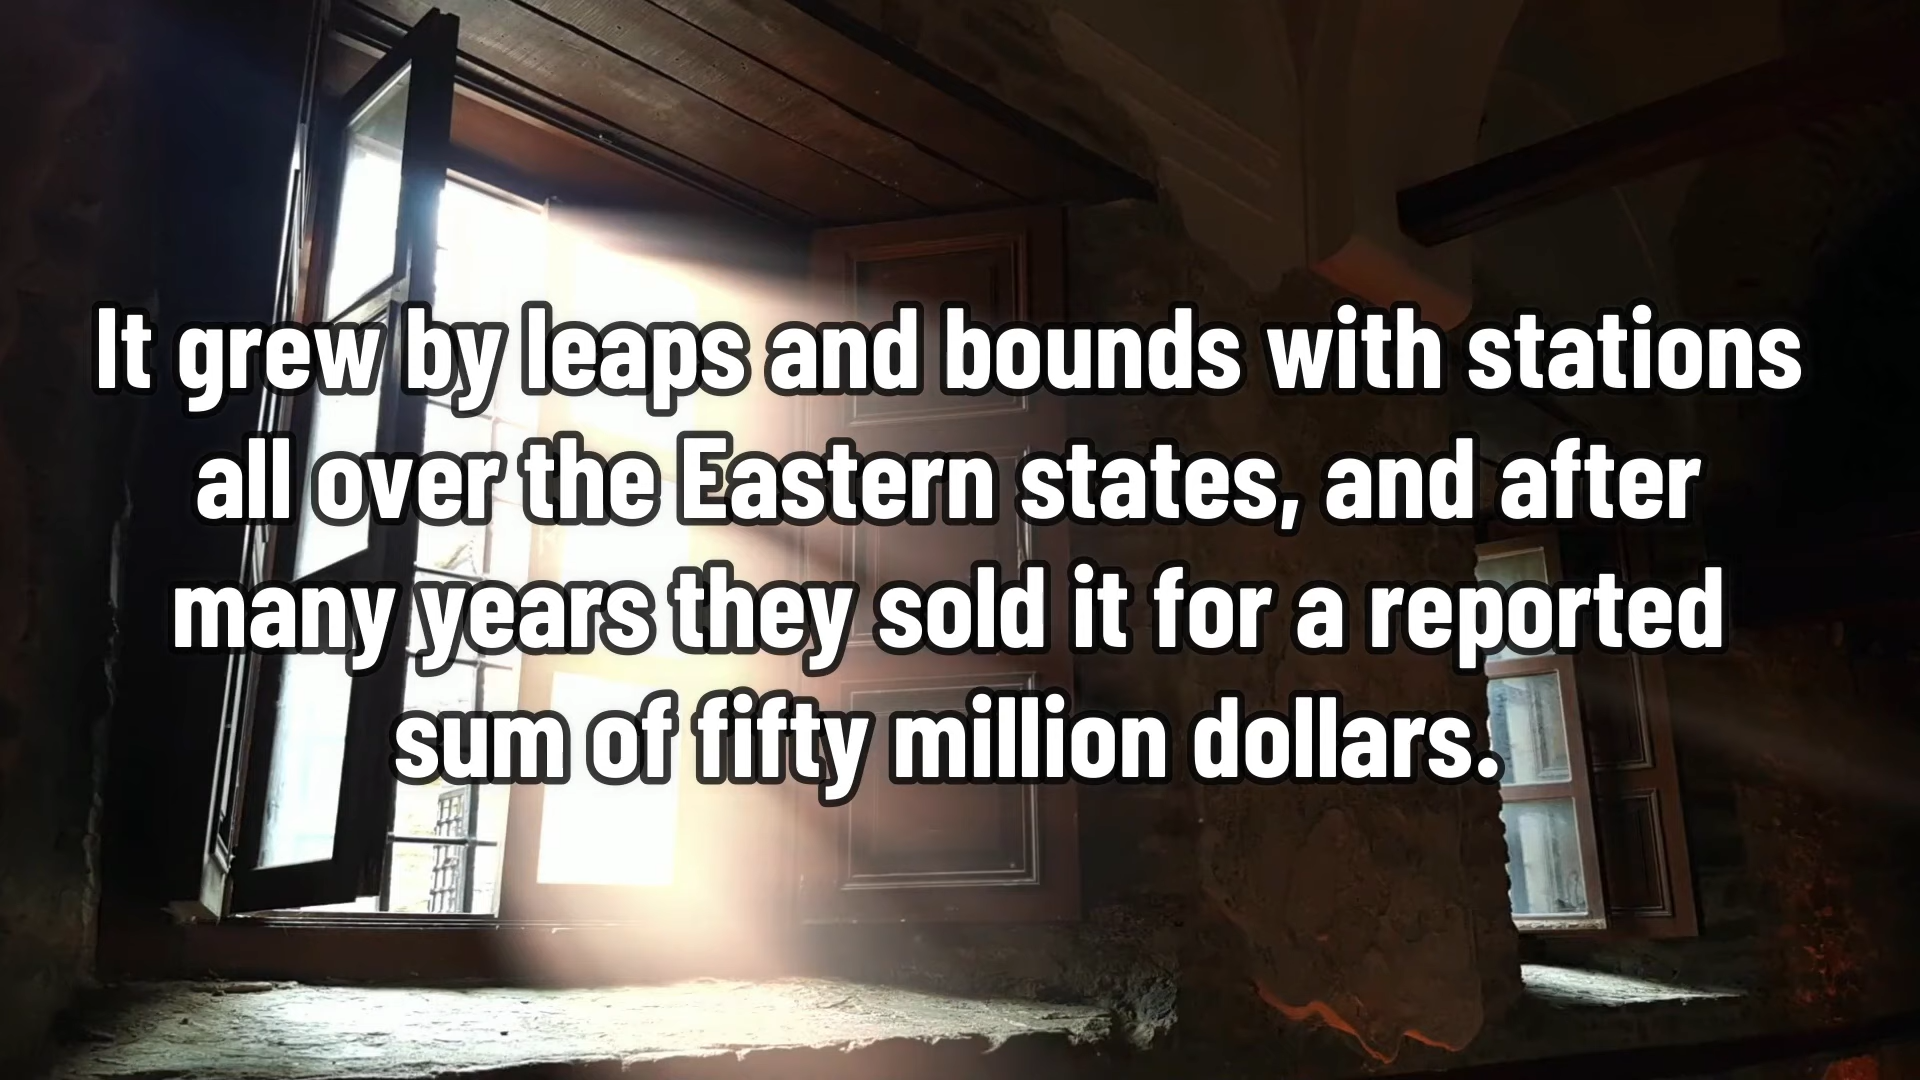 It grew by leaps and bounds with stations
all over the Eastern states, and after
many years they sold it for a reported
sum of fifty million dollars.